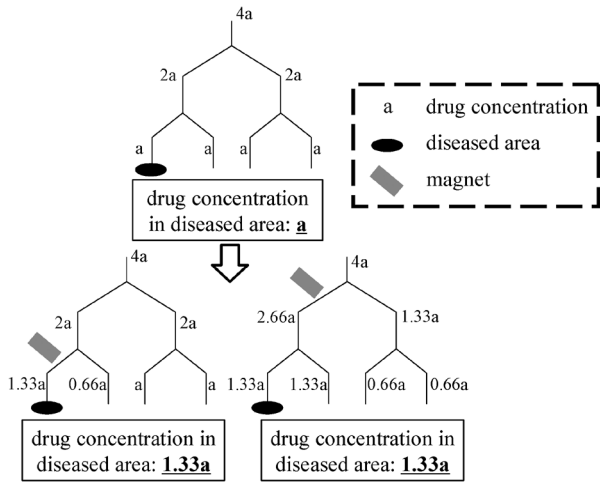 4a
2a 2a
a a a a
drug concentration
in diseased area: a
a drug concentration
diseased area
magnet
4a
2a 2a
1.33a 0.66a a a
drug concentration in
diseased area: 1.33a
4a
2.66a 1.33a
1.33a 1.33a 0.66a 0.66a
drug concentration in
diseased area: 1.33a